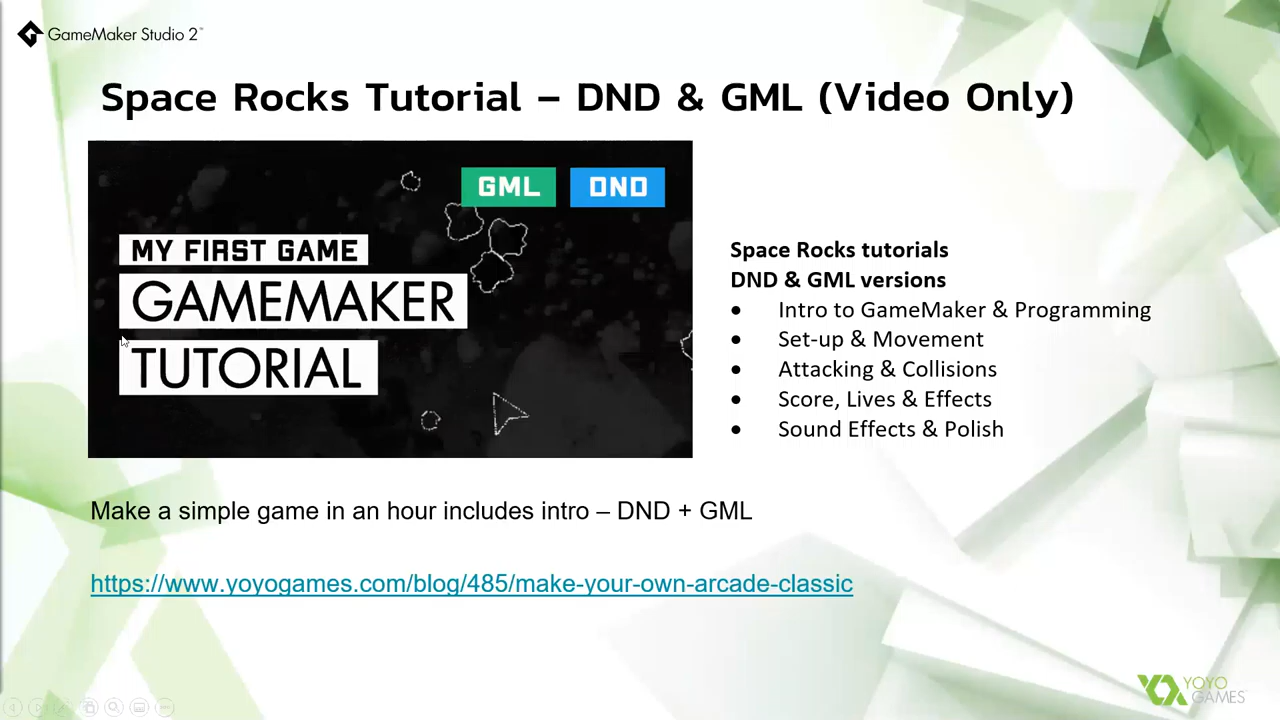 GameMaker Studio 2™
Space Rocks Tutorial – DND & GML (Video Only)
GML DND
MY FIRST GAME
GAMEMAKER
TUTORIAL
Space Rocks tutorials
DND & GML versions
• Intro to GameMaker & Programming
• Set-up & Movement
• Attacking & Collisions
• Score, Lives & Effects
• Sound Effects & Polish
Make a simple game in an hour includes intro – DND + GML
https://www.yoyogames.com/blog/485/make-your-own-arcade-classic
YOYO
GAMES™